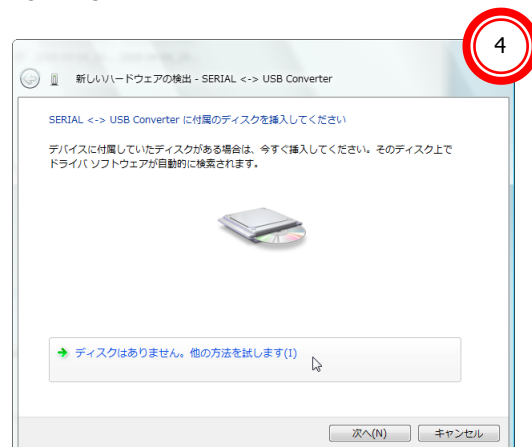 4
新しいハードウェアの検出 - SERIAL <-> USB Converter
SERIAL <-> USB Converter に付属のディスクを挿入してください
デバイスに付属していたディスクがある場合は、今すぐ挿入してください。そのディスク上で
ドライバ ソフトウェアが自動的に検索されます。
ディスクはありません。他の方法を試します(I)
次へ(N) キャンセル